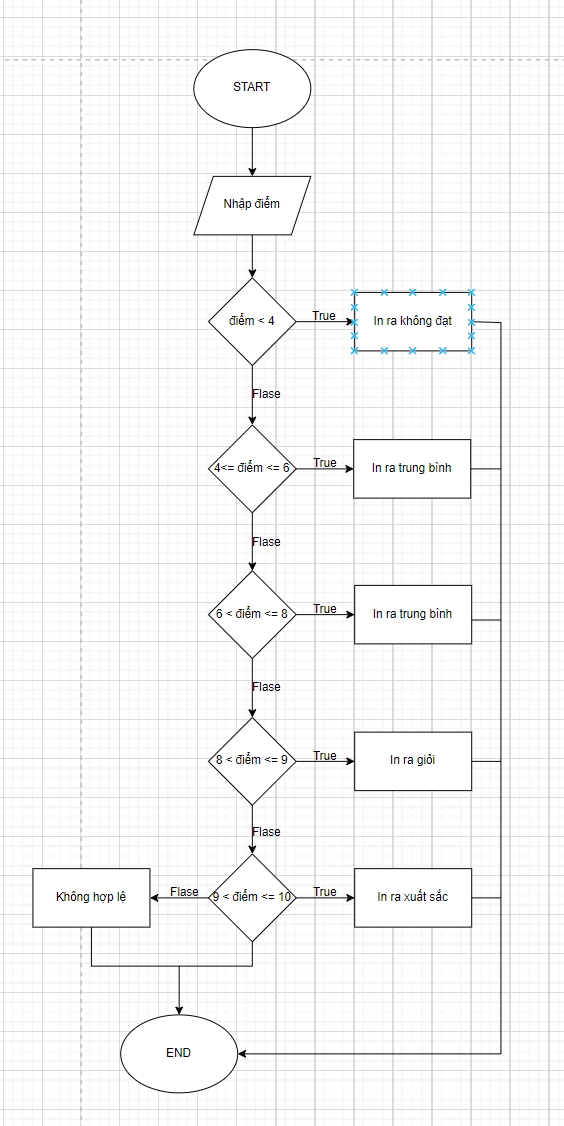 START
Nhập điểm
điểm < 4
True
In ra không đạt
Flase
4<= điểm <= 6
True
In ra trung bình
Flase
6 < điểm <= 8
True
In ra trung bình
Flase
8 < điểm <= 9
True
In ra giỏi
Flase
Không hợp lệ
Flase
9 < điểm <= 10
True
In ra xuất sắc
END